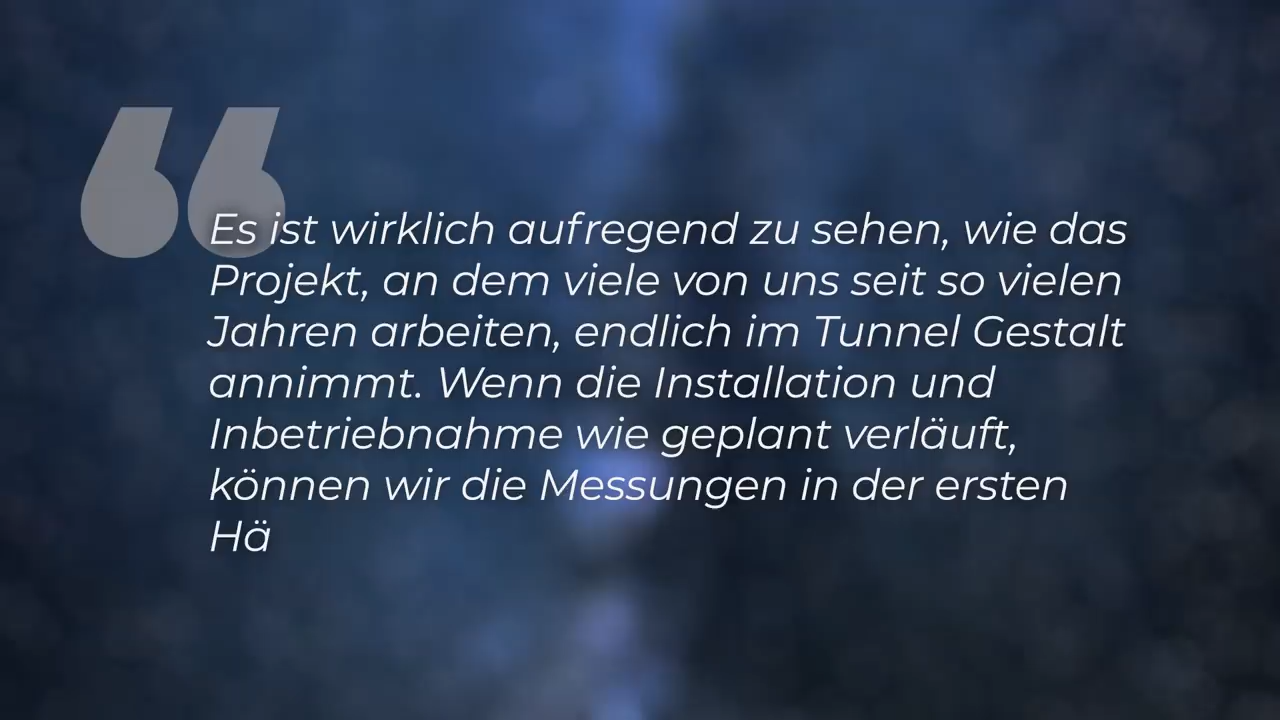 Es ist wirklich aufregend zu sehen, wie das
Projekt, an dem viele von uns seit so vielen
Jahren arbeiten, endlich im Tunnel Gestalt
annimmt. Wenn die Installation und
Inbetriebnahme wie geplant verläuft,
können wir die Messungen in der ersten
Hä